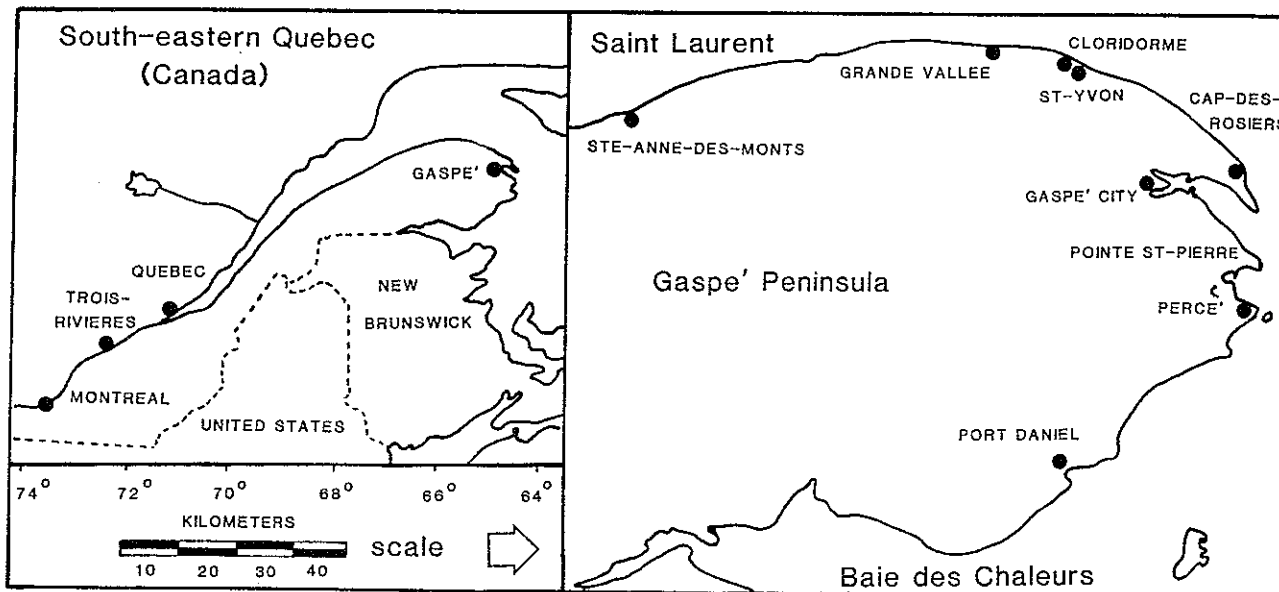 South-eastern Quebec
(Canada)
GASPE'
QUEBEC
TROIS-
RIVIERES
NEW
BRUNSWICK
MONTREAL
UNITED STATES
74° 72° 70° 68° 66° 64°
KILOMETERS
scale
10 20 30 40
Saint Laurent
CLORIDORME
GRANDE VALLEE
ST-YVON
CAP-DES-
ROSIERS
STE-ANNE-DES-MONTS
GASPE' CITY
POINTE ST-PIERRE
Gaspe' Peninsula
PERCE'
PORT DANIEL
Baie des Chaleurs